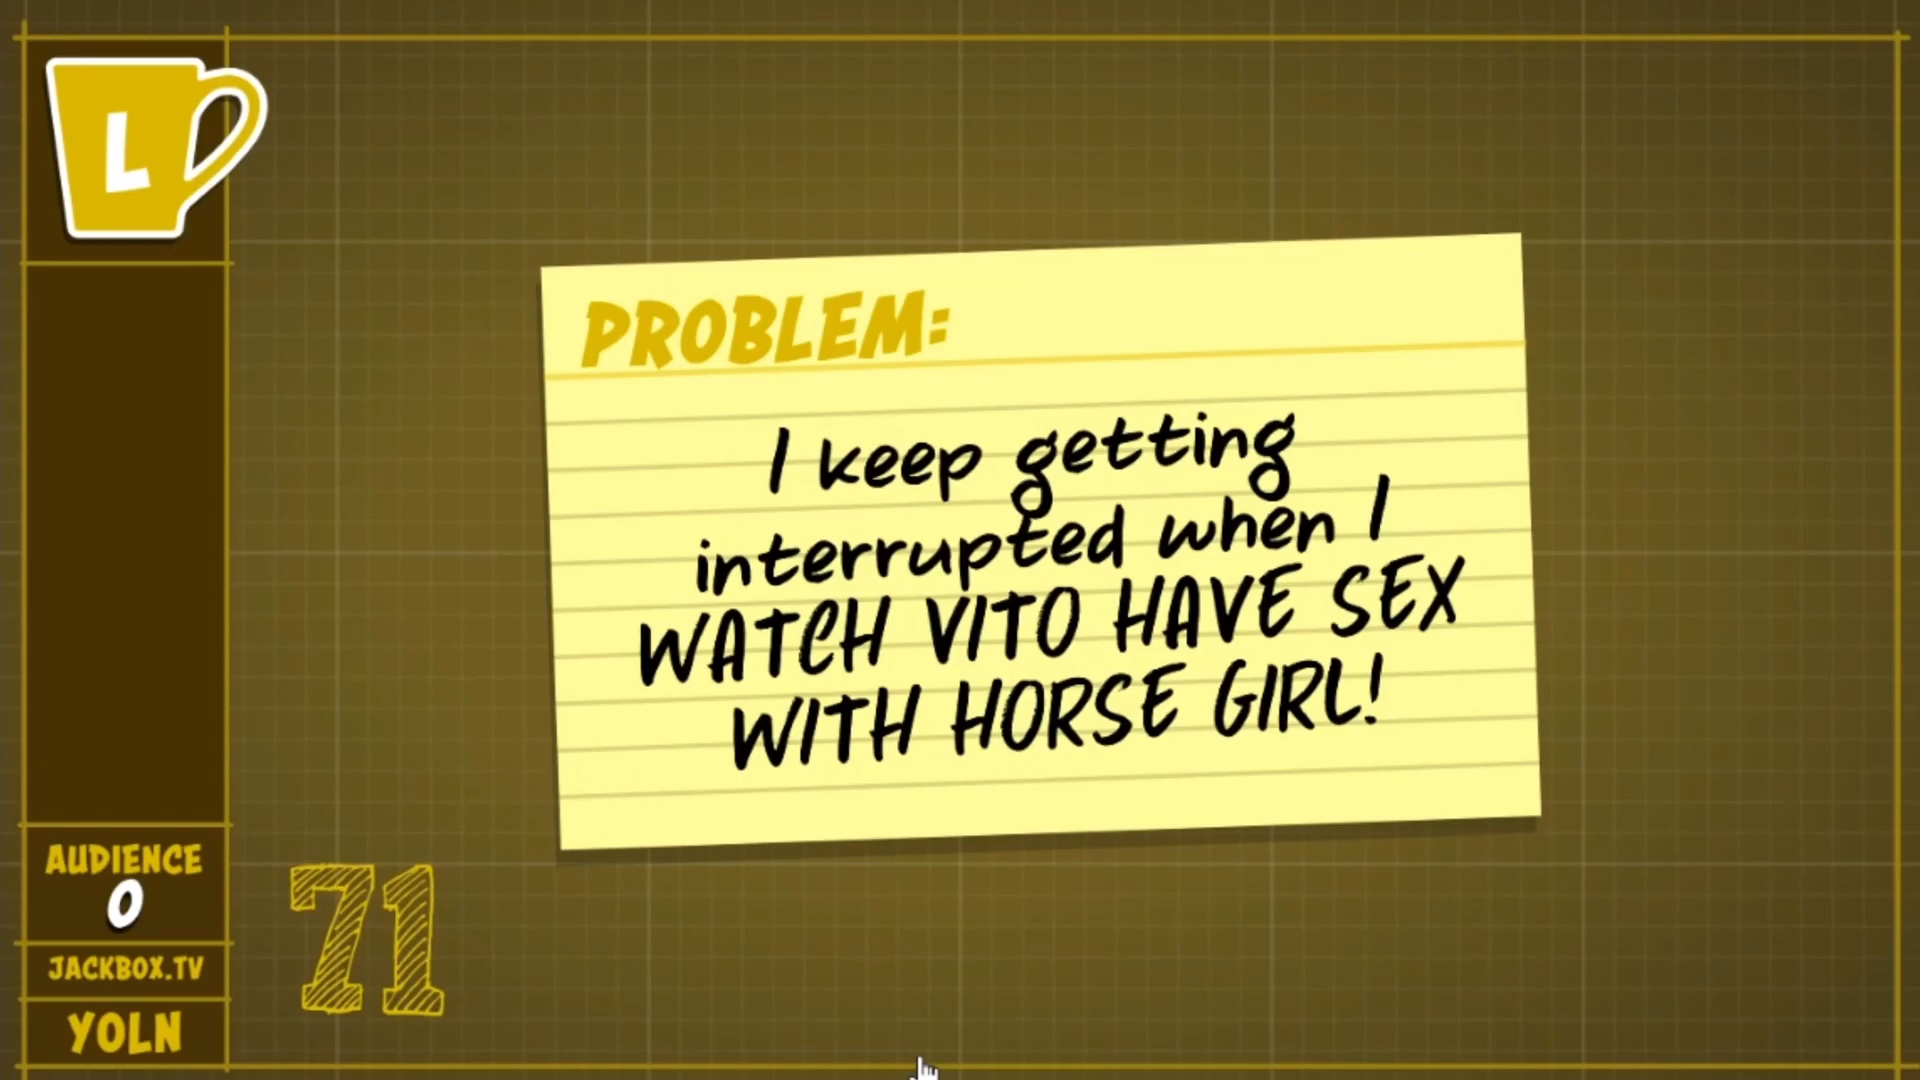 L
PROBLEM:
I keep getting
interrupted when I
WATCH VITO HAVE SEX
WITH HORSE GIRL!
AUDIENCE
0
JACKBOX.TV
YOLN
71